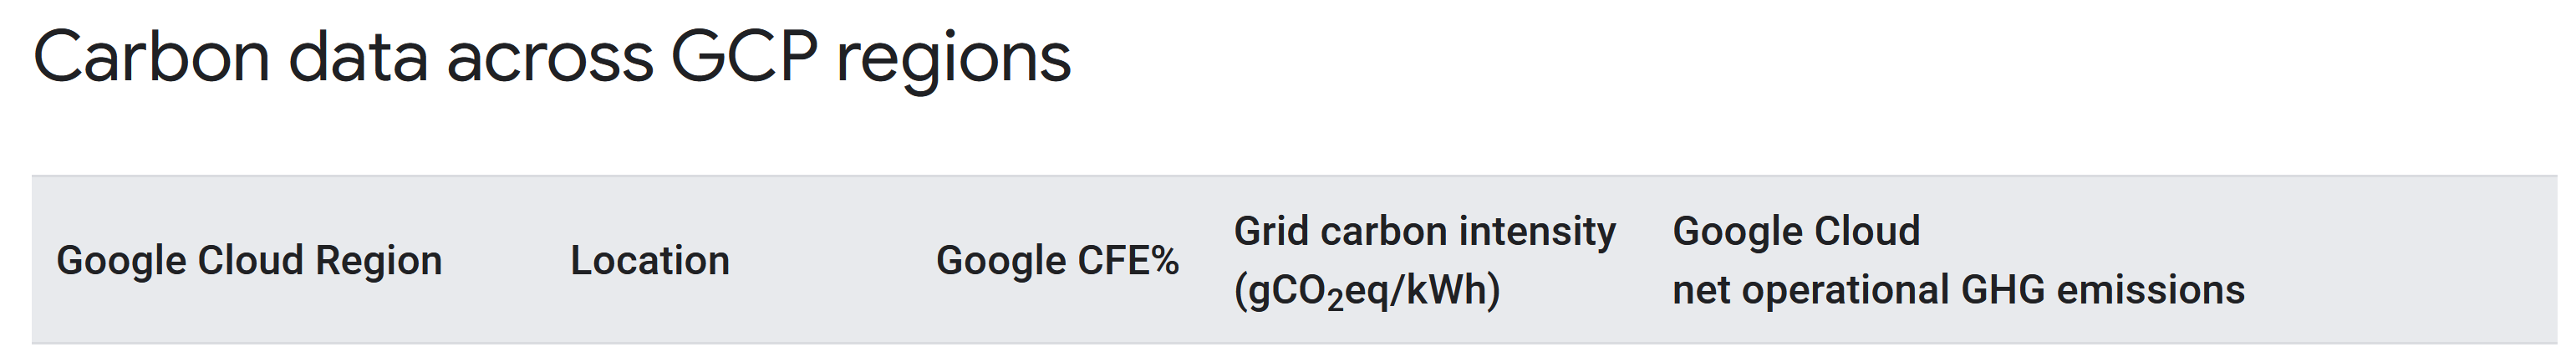 Carbon data across GCP regions
Google Cloud Region
Location
Google CFE%
Grid carbon intensity
(gCO₂eq/kWh)
Google Cloud
net operational GHG emissions